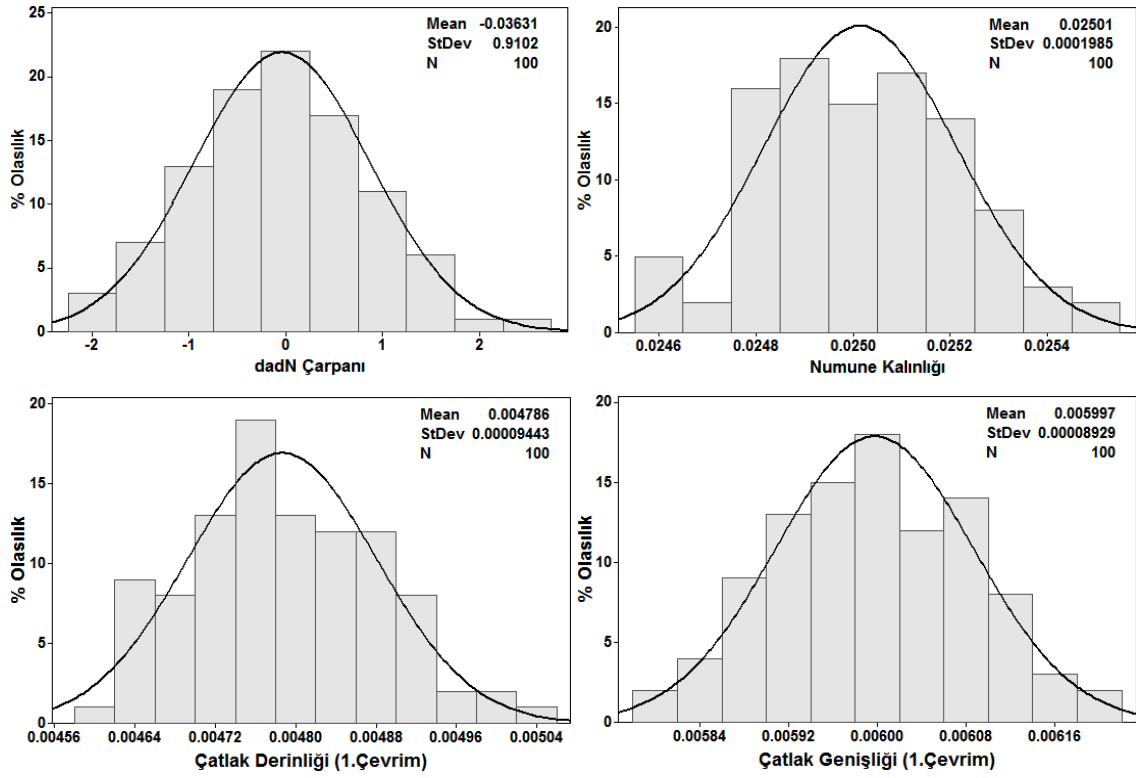 25
20
15
10
5
0
% Olasılık
Mean -0.03631
StDev 0.9102
N 100
-2 -1 0 1 2
dadN Çarpanı
20
15
10
5
0
% Olasılık
Mean 0.02501
StDev 0.0001985
N 100
0.0246 0.0248 0.0250 0.0252 0.0254
Numune Kalınlığı
20
15
10
5
0
% Olasılık
Mean 0.004786
StDev 0.00009443
N 100
0.00456 0.00464 0.00472 0.00480 0.00488 0.00496 0.00504
Çatlak Derinliği (1.Çevrim)
20
15
10
5
0
% Olasılık
Mean 0.005997
StDev 0.00008929
N 100
0.00584 0.00592 0.00600 0.00608 0.00616
Çatlak Genişliği (1.Çevrim)